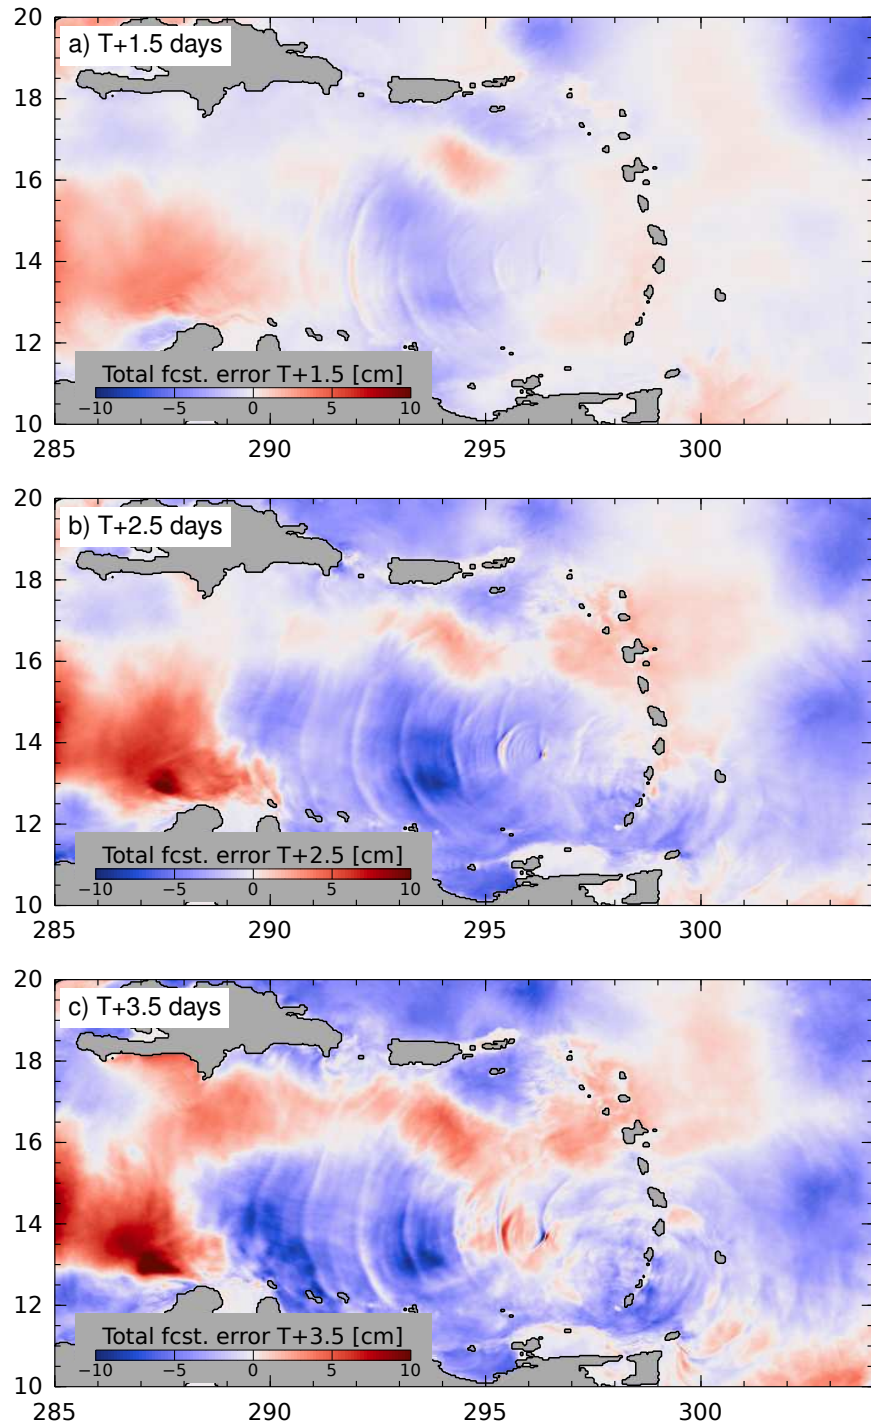 20
a) T+1.5 days
18
16
14
12
Total fcst. error T+1.5 [cm]
−10 −5 0 5 10
10
285 290 295 300
20
b) T+2.5 days
18
16
14
12
Total fcst. error T+2.5 [cm]
−10 −5 0 5 10
10
285 290 295 300
20
c) T+3.5 days
18
16
14
12
Total fcst. error T+3.5 [cm]
−10 −5 0 5 10
10
285 290 295 300